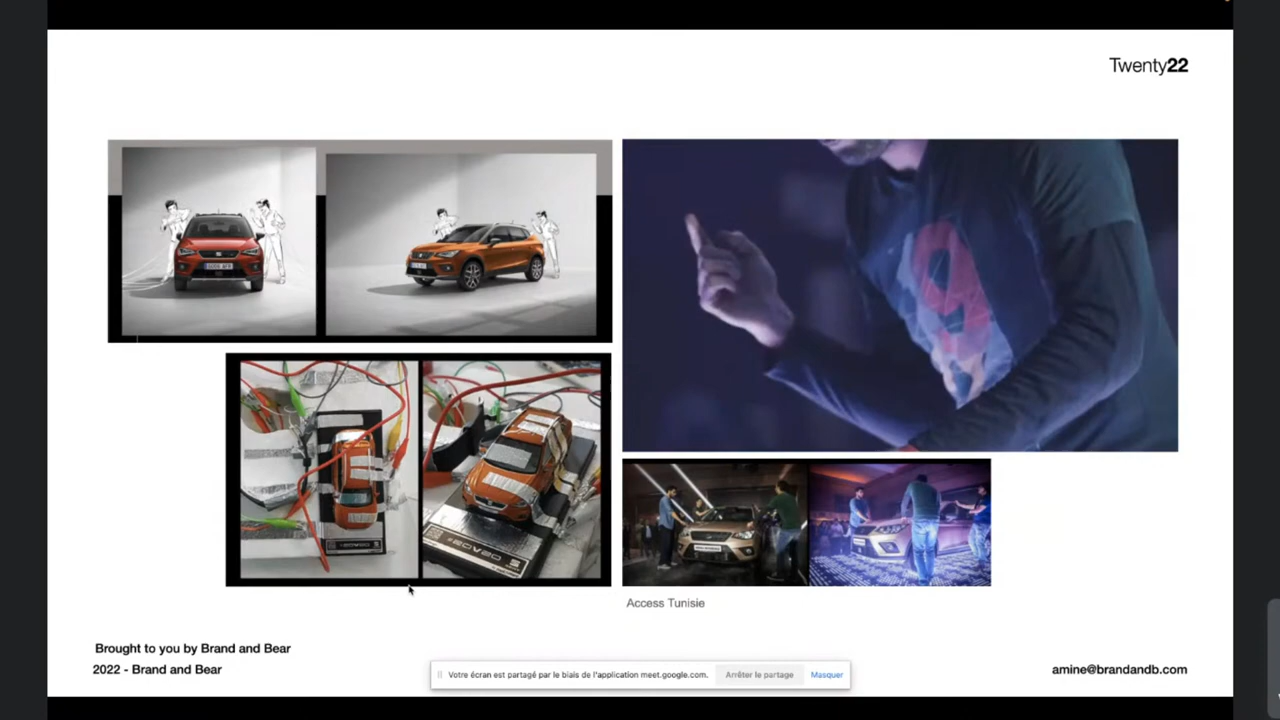 Twenty22
Access Tunisie
Brought to you by Brand and Bear
2022 - Brand and Bear
amine@brandandb.com
Votre écran est partagé par le biais de l'application meet.google.com.
Arrêter le partage
Masquer